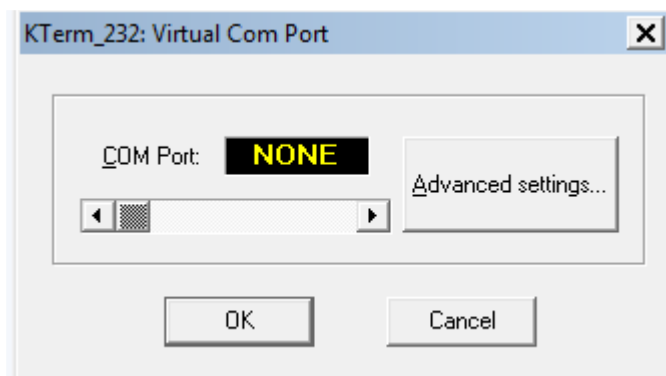 KTerm_232: Virtual Com Port
COM Port: NONE
Advanced settings...
OK Cancel